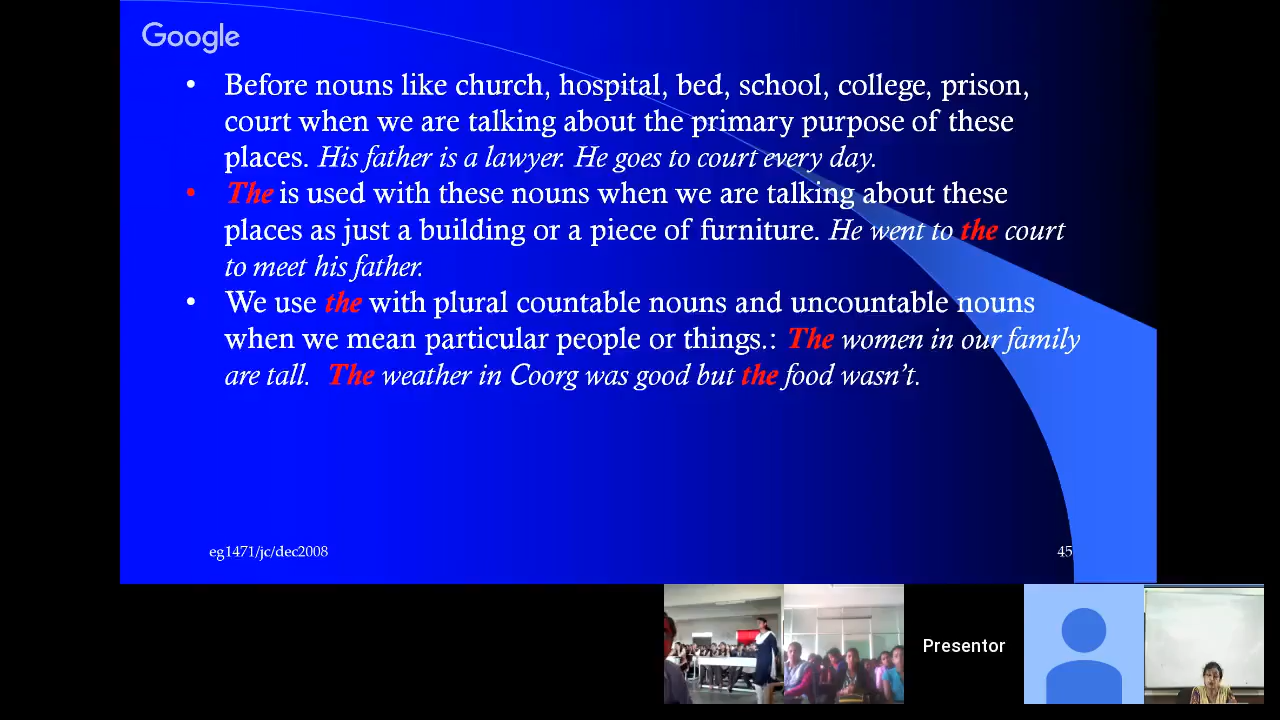 Google
• Before nouns like church, hospital, bed, school, college, prison,
court when we are talking about the primary purpose of these
places. His father is a lawyer. He goes to court every day.
• The is used with these nouns when we are talking about these
places as just a building or a piece of furniture. He went to the court
to meet his father.
• We use the with plural countable nouns and uncountable nouns
when we mean particular people or things.: The women in our family
are tall. The weather in Coorg was good but the food wasn't.
eg1471/jc/dec2008
45
Presentor